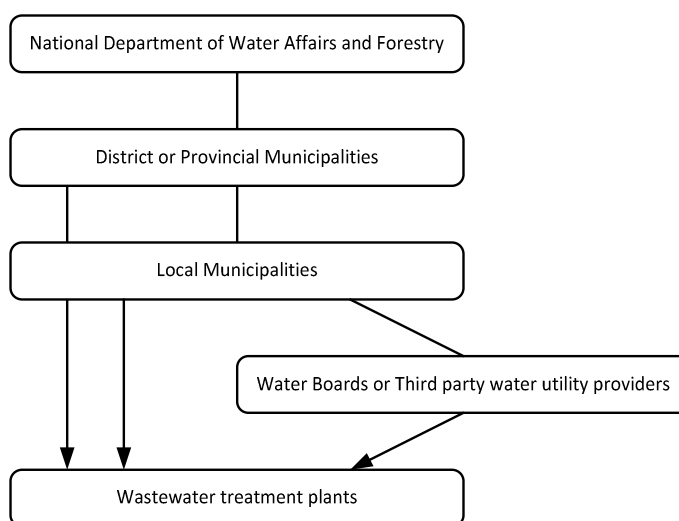 National Department of Water Affairs and Forestry
District or Provincial Municipalities
Local Municipalities
Water Boards or Third party water utility providers
Wastewater treatment plants